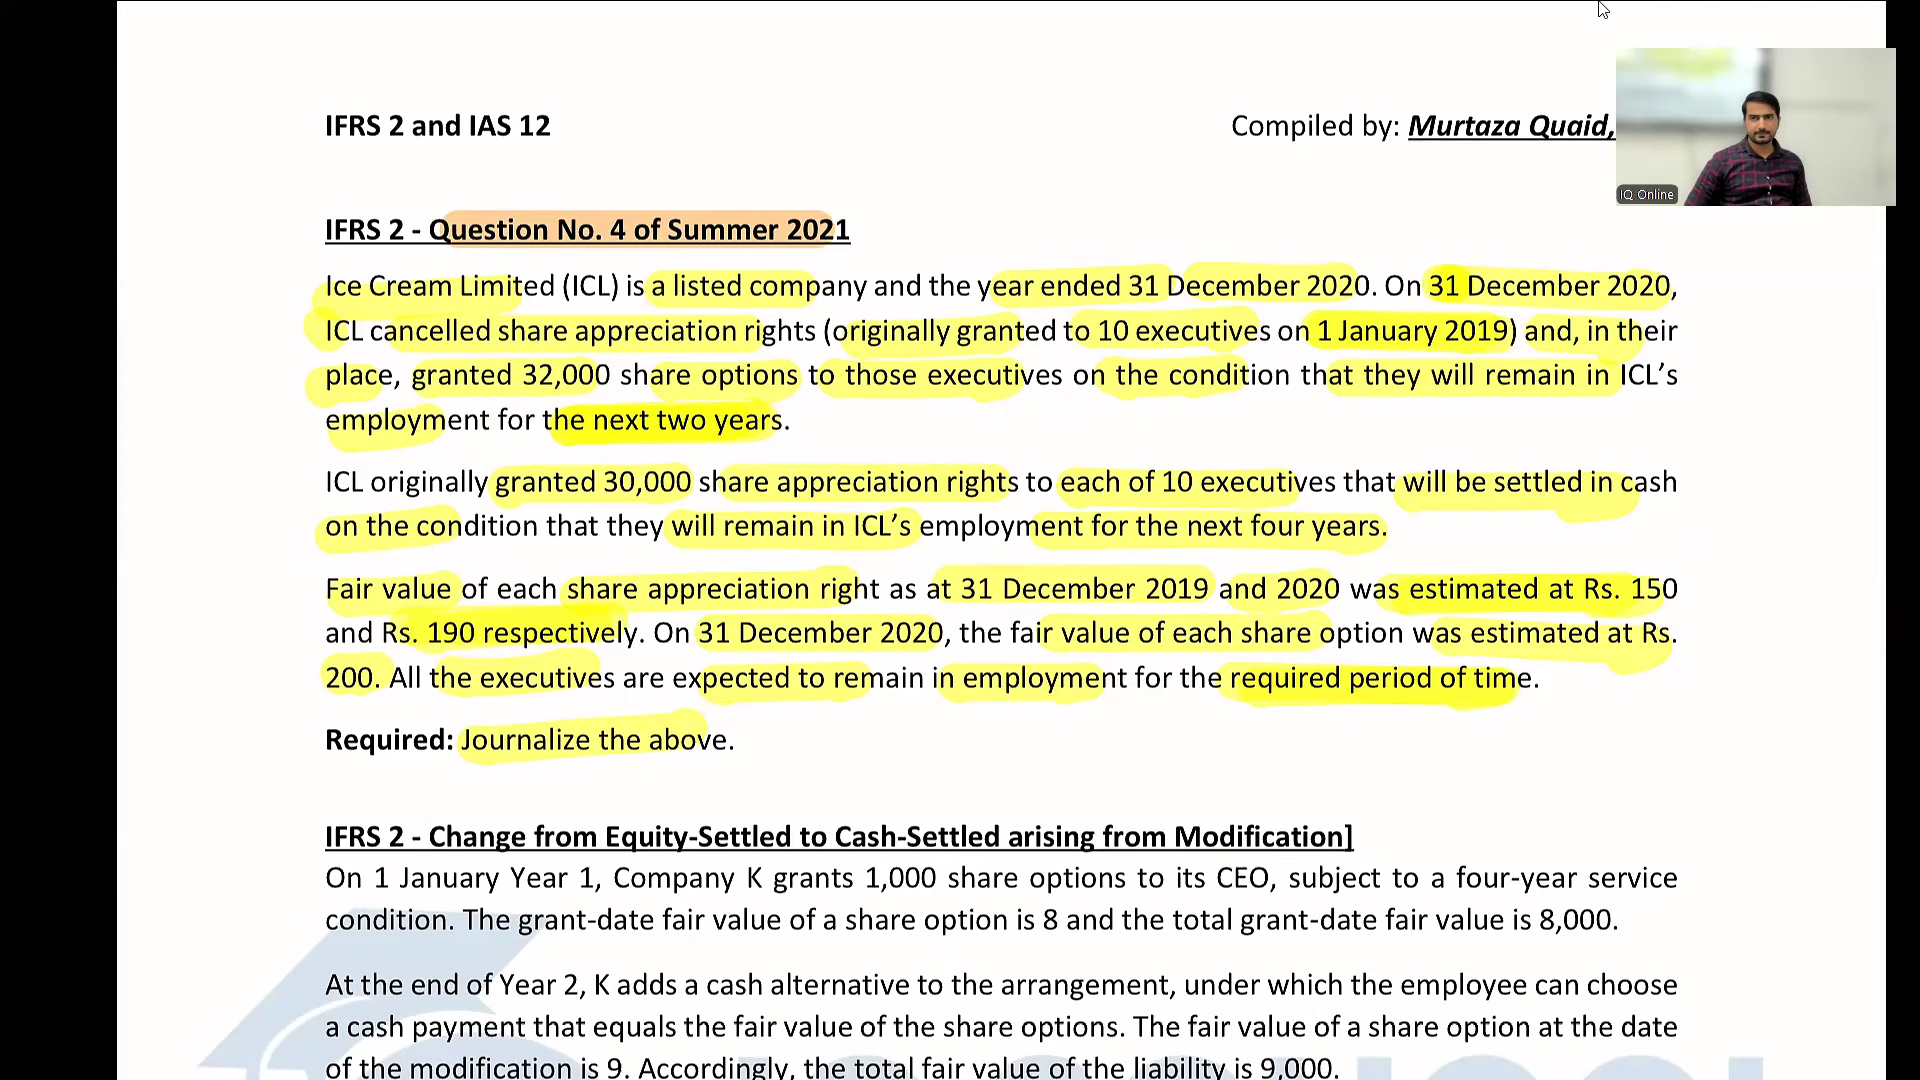 IFRS 2 and IAS 12
Compiled by: Murtaza Quaid,
IQ Online
IFRS 2 - Question No. 4 of Summer 2021
Ice Cream Limited (ICL) is a listed company and the year ended 31 December 2020. On 31 December 2020,
ICL cancelled share appreciation rights (originally granted to 10 executives on 1 January 2019) and, in their
place, granted 32,000 share options to those executives on the condition that they will remain in ICL’s
employment for the next two years.
ICL originally granted 30,000 share appreciation rights to each of 10 executives that will be settled in cash
on the condition that they will remain in ICL’s employment for the next four years.
Fair value of each share appreciation right as at 31 December 2019 and 2020 was estimated at Rs. 150
and Rs. 190 respectively. On 31 December 2020, the fair value of each share option was estimated at Rs.
200. All the executives are expected to remain in employment for the required period of time.
Required: Journalize the above.
IFRS 2 - Change from Equity-Settled to Cash-Settled arising from Modification]
On 1 January Year 1, Company K grants 1,000 share options to its CEO, subject to a four-year service
condition. The grant-date fair value of a share option is 8 and the total grant-date fair value is 8,000.
At the end of Year 2, K adds a cash alternative to the arrangement, under which the employee can choose
a cash payment that equals the fair value of the share options. The fair value of a share option at the date
of the modification is 9. Accordingly, the total fair value of the liability is 9,000.